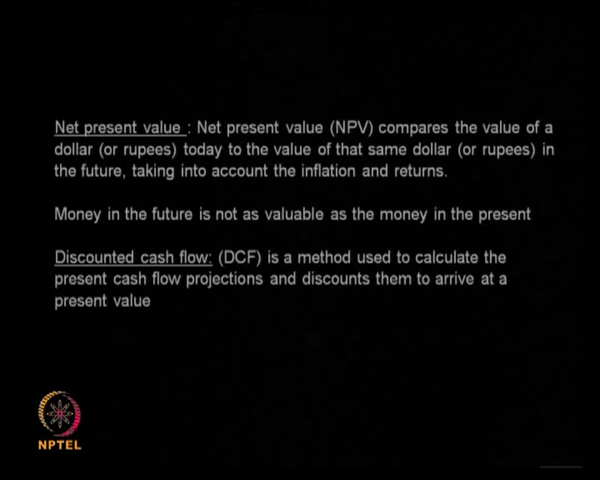 Net present value : Net present value (NPV) compares the value of a
dollar (or rupees) today to the value of that same dollar (or rupees) in
the future, taking into account the inflation and returns.
Money in the future is not as valuable as the money in the present
Discounted cash flow: (DCF) is a method used to calculate the
present cash flow projections and discounts them to arrive at a
present value
NPTEL